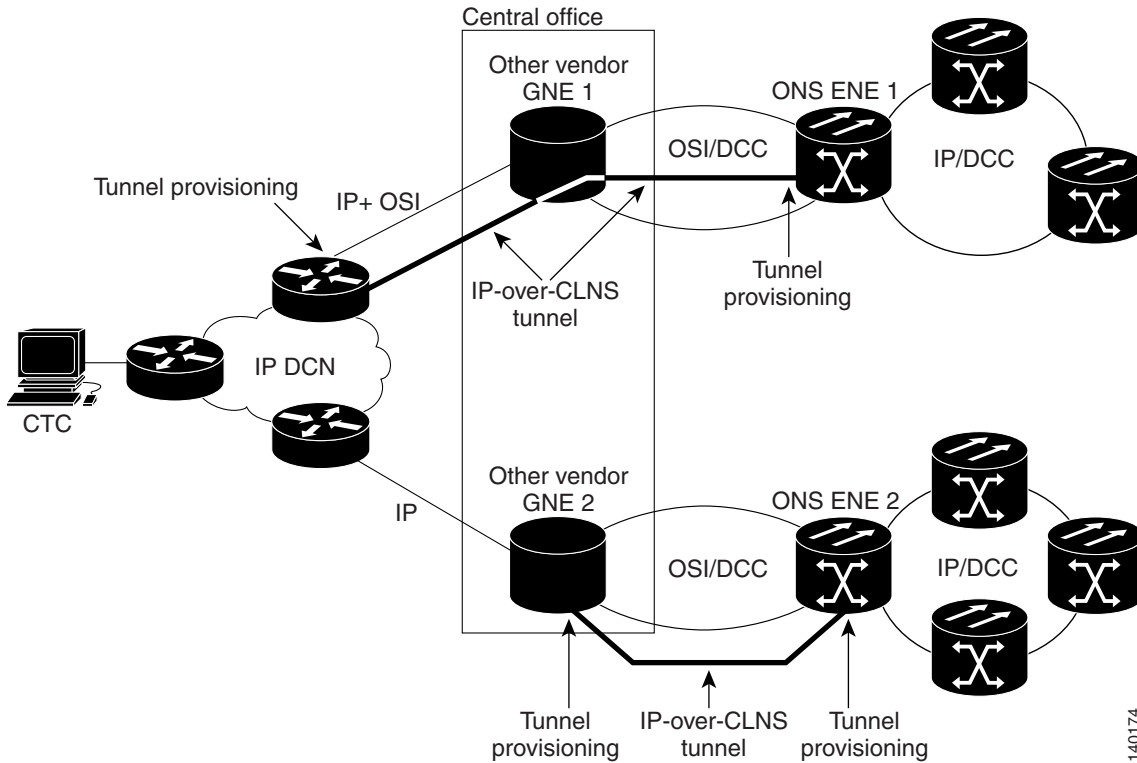 Central office
Other vendor
GNE 1
ONS ENE 1
OSI/DCC
IP/DCC
Tunnel provisioning
IP+ OSI
IP-over-CLNS
tunnel
Tunnel
provisioning
IP DCN
CTC
IP
Other vendor
GNE 2
ONS ENE 2
OSI/DCC
IP/DCC
Tunnel
provisioning
IP-over-CLNS
tunnel
Tunnel
provisioning
140174